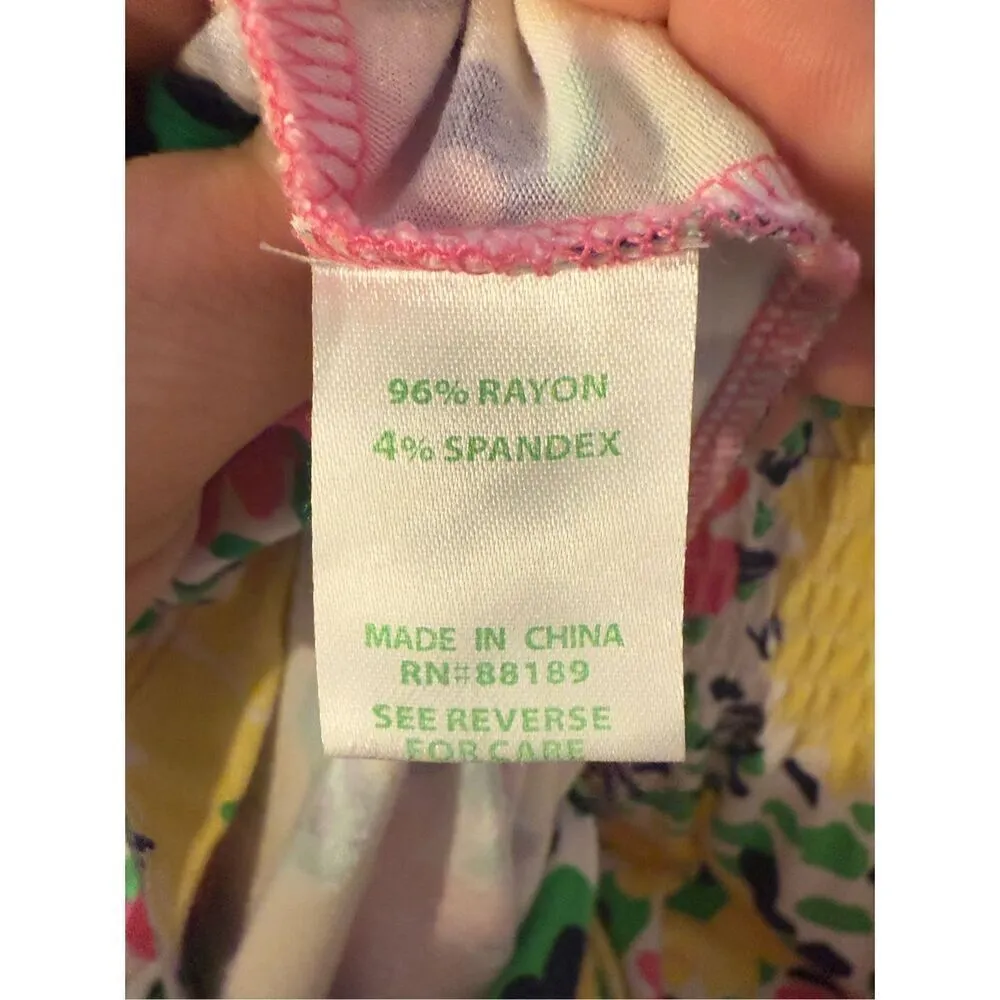 96% RAYON
4% SPANDEX
MADE IN CHINA
RN#88189
SEE REVERSE
FOR CARE